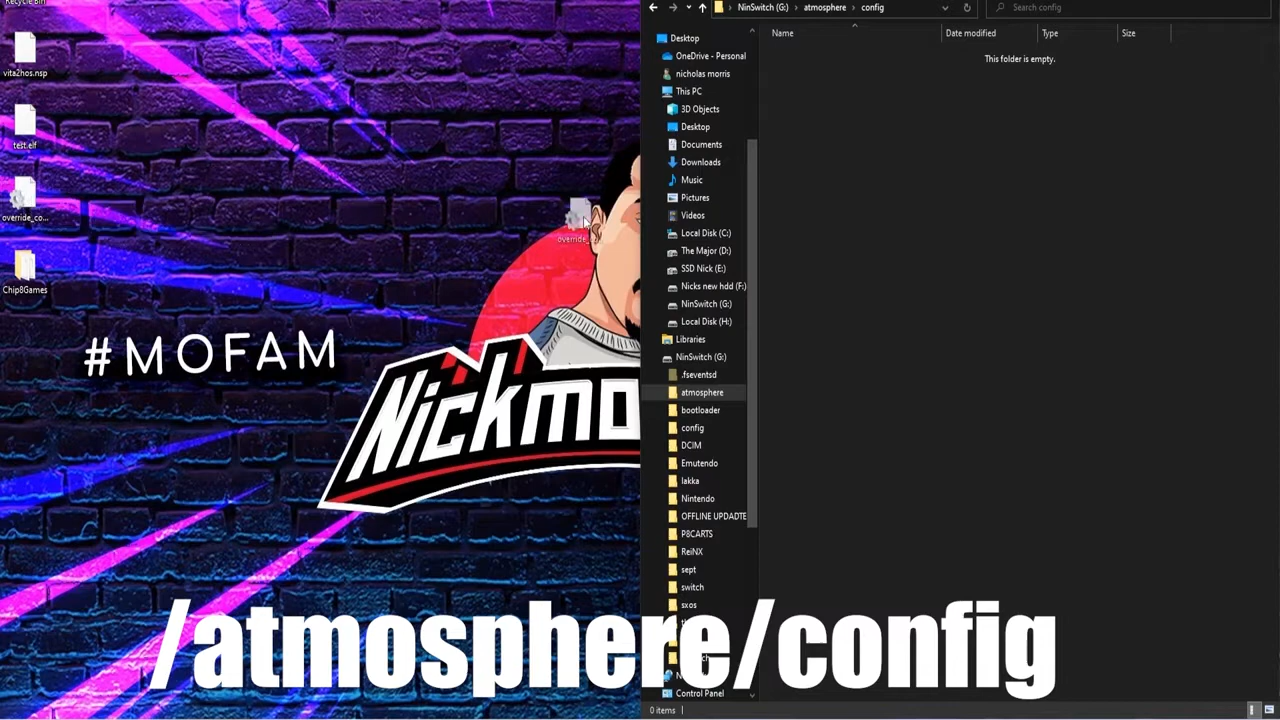 Recycle Bin
vita2hos.nsp
test.elf
override_co...
Chip8Games
#MOFAM
override_
NinSwitch (G:) › atmosphere › config
Search config
Name
Date modified
Type
Size
This folder is empty.
Desktop
OneDrive - Personal
nicholas morris
This PC
3D Objects
Desktop
Documents
Downloads
Music
Pictures
Videos
Local Disk (C:)
The Major (D:)
SSD Nick (E:)
Nicks new hdd (F:)
NinSwitch (G:)
Local Disk (H:)
Libraries
NinSwitch (G:)
.fseventsd
atmosphere
bootloader
config
DCIM
Emutendo
lakka
Nintendo
OFFLINE UPDATE
P8CARTS
ReiNX
sept
switch
sxos
Control Panel
0 items
/atmosphere/config